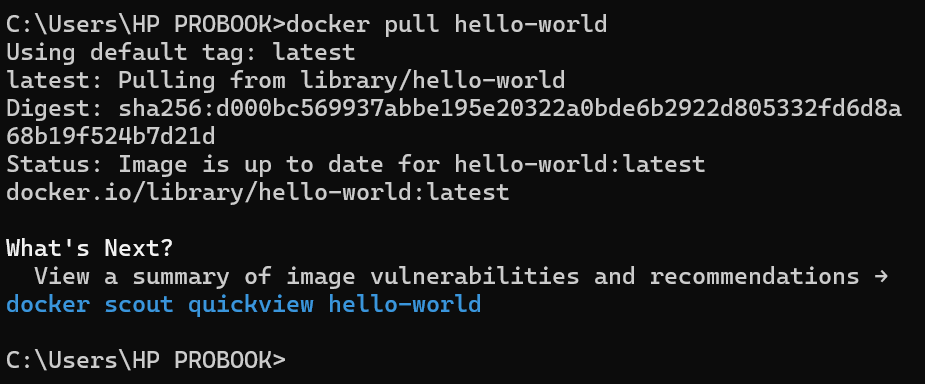 C:\Users\HP PROBOOK>docker pull hello-world
Using default tag: latest
latest: Pulling from library/hello-world
Digest: sha256:d000bc569937abbe195e20322a0bde6b2922d805332fd6d8a
68b19f524b7d21d
Status: Image is up to date for hello-world:latest
docker.io/library/hello-world:latest
What's Next?
View a summary of image vulnerabilities and recommendations →
docker scout quickview hello-world
C:\Users\HP PROBOOK>